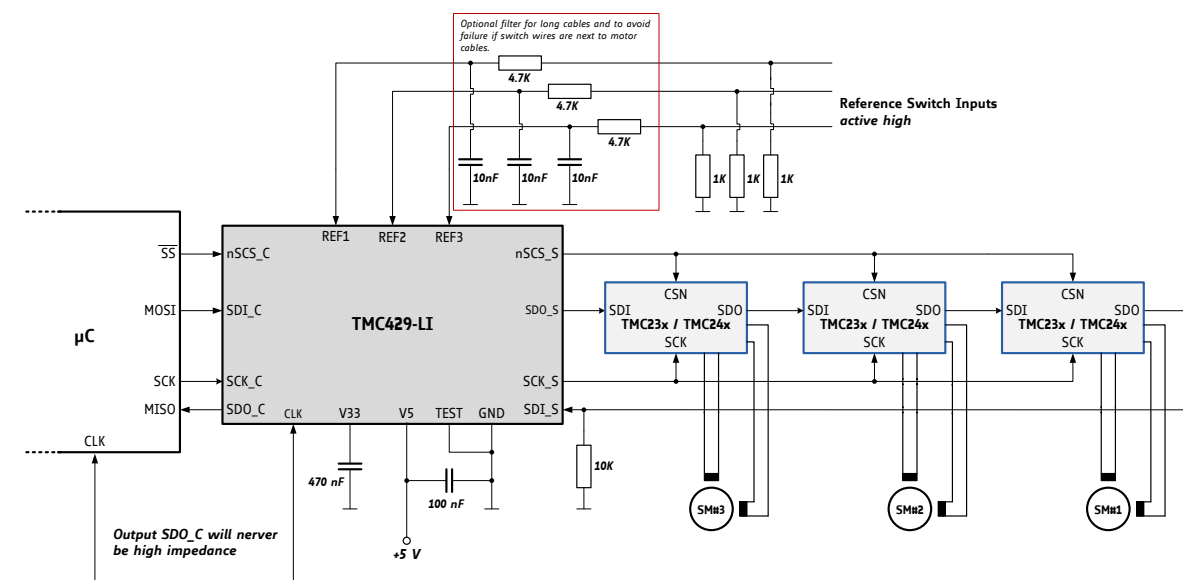 Optional filter for long cables and to avoid
failure if switch wires are next to motor
cables.
4.7K
4.7K
4.7K
Reference Switch Inputs
active high
10nF
10nF
10nF
1K
1K
1K
REF1
REF2
REF3
SS
nSCS_C
nSCS_S
CSN
CSN
CSN
MOSI
SDI_C
SDO_S
SDI
SDO
SDI
SDO
SDI
SDO
µC
TMC429-LI
TMC23x / TMC24x
TMC23x / TMC24x
TMC23x / TMC24x
SCK
SCK
SCK
SCK
SCK_C
SCK_S
MISO
SDO_C
CLK
V33
V5
TEST
GND
SDI_S
CLK
470 nF
100 nF
10K
SM#3
SM#2
SM#1
Output SDO_C will nerver
be high impedance
+5 V